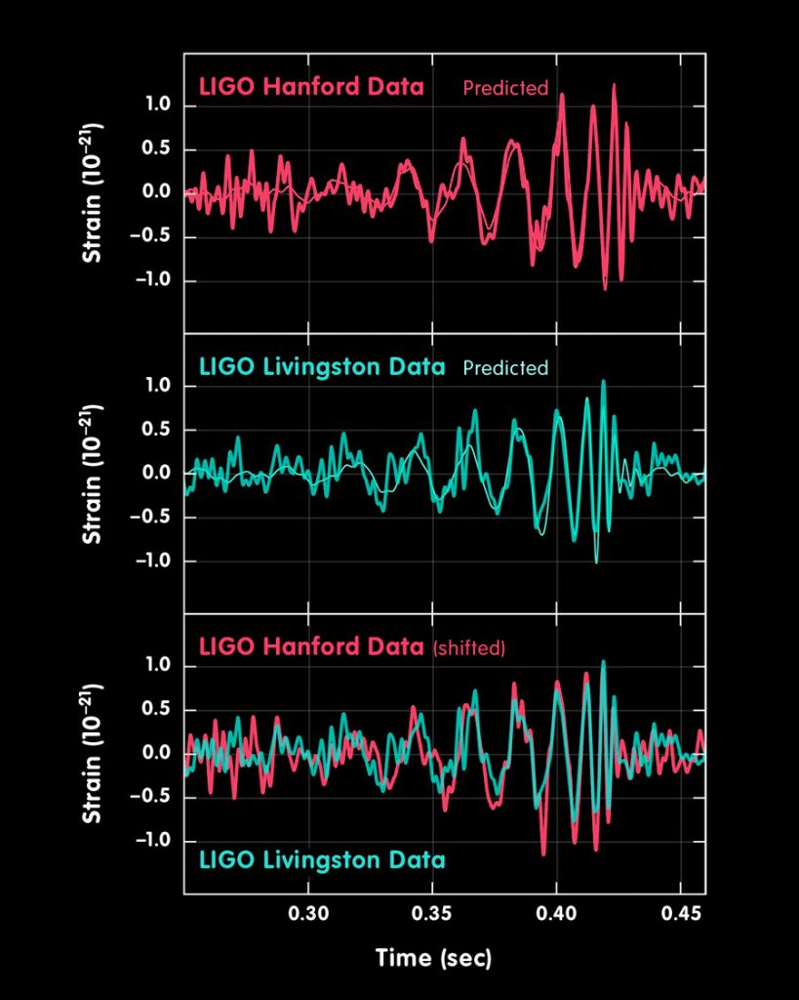 LIGO Hanford Data Predicted
1.0
0.5
0.0
−0.5
−1.0
Strain (10⁻²¹)
LIGO Livingston Data Predicted
1.0
0.5
0.0
−0.5
−1.0
Strain (10⁻²¹)
LIGO Hanford Data (shifted)
1.0
0.5
0.0
−0.5
−1.0
Strain (10⁻²¹)
LIGO Livingston Data
0.30 0.35 0.40 0.45
Time (sec)